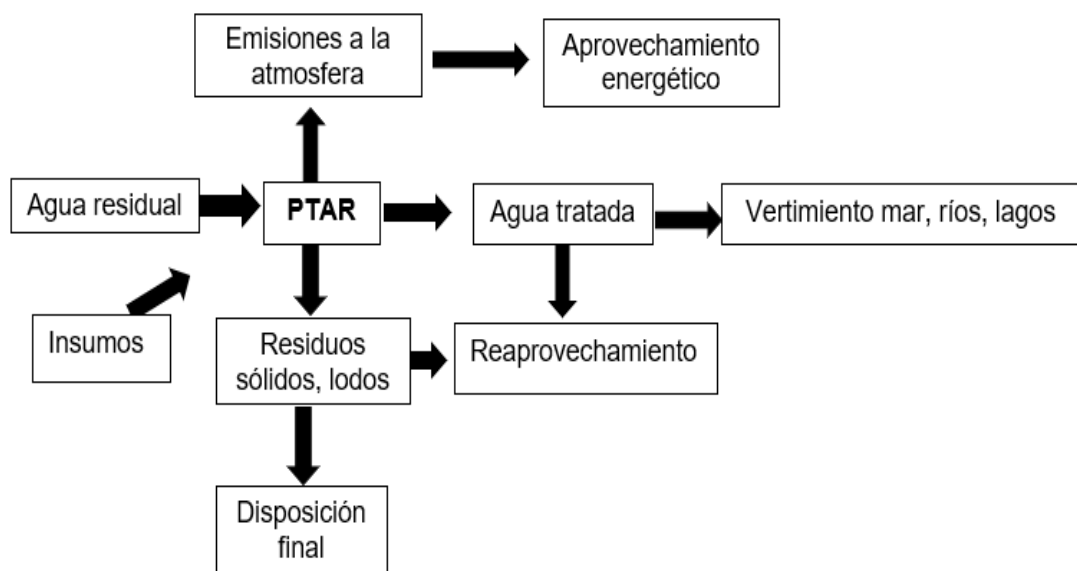 Emisiones a la
atmosfera
Aprovechamiento
energético
Agua residual
PTAR
Agua tratada
Vertimiento mar, ríos, lagos
Insumos
Residuos
sólidos, lodos
Reaprovechamiento
Disposición
final